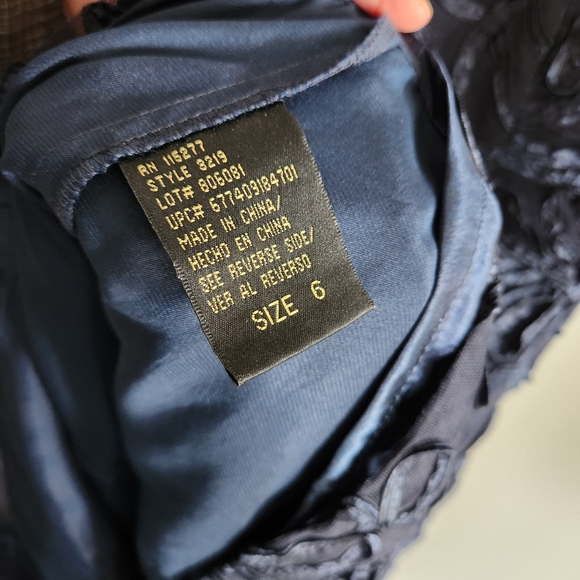 RN 115277
STYLE 3219
LOT# 806081
UPC# 677409184701
MADE IN CHINA/
HECHO EN CHINA
SEE REVERSE SIDE/
VER AL REVERSO
SIZE 6